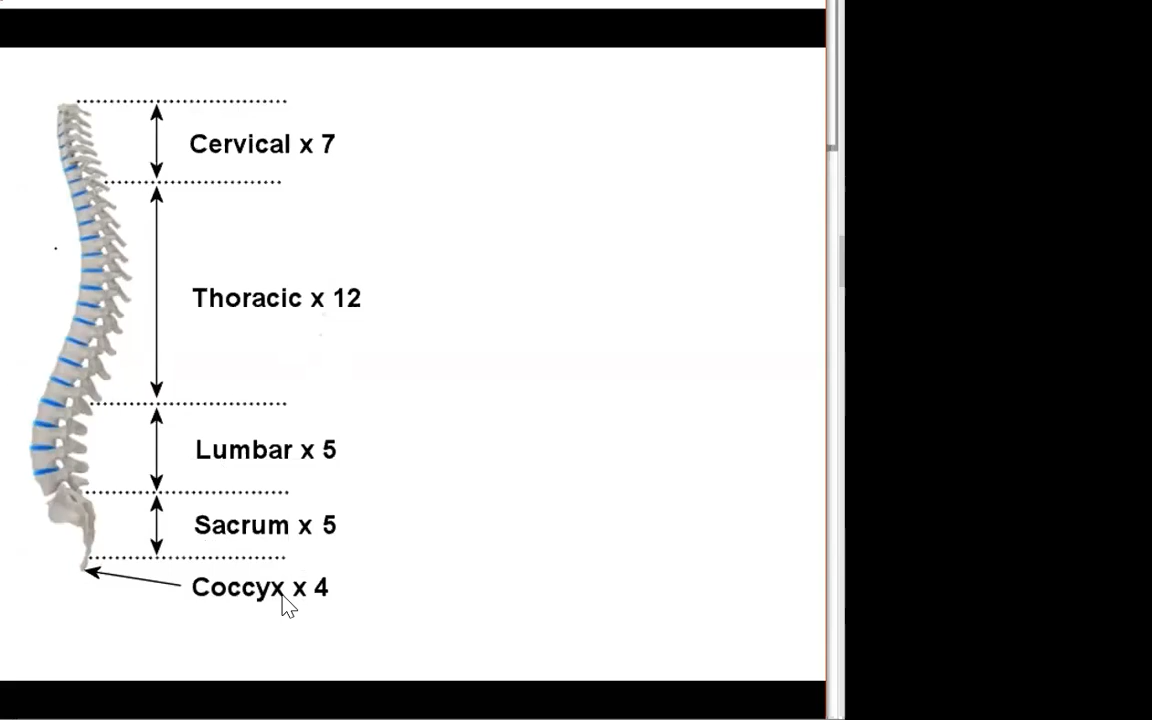 Cervical x 7
Thoracic x 12
Lumbar x 5
Sacrum x 5
Coccyx x 4